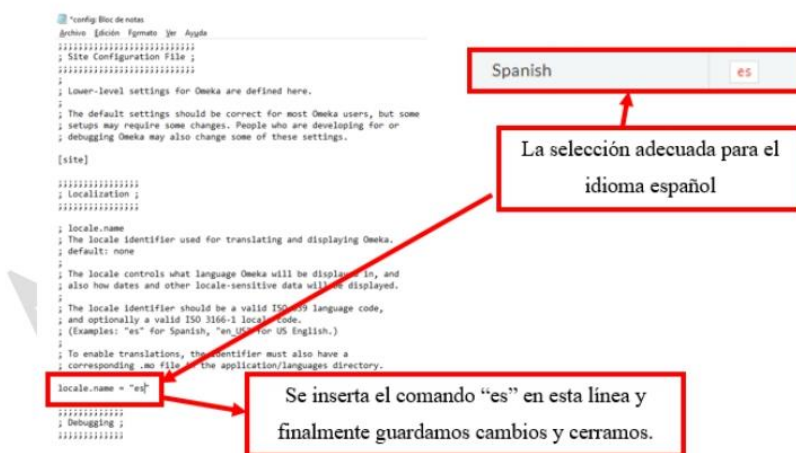 *config: Bloc de notas
Archivo Edición Formato Ver Ayuda
;;;;;;;;;;;;;;;;;;;;;;;;;;;
; Site Configuration File ;
;;;;;;;;;;;;;;;;;;;;;;;;;;;
;
; Lower-level settings for Omeka are defined here.
;
; The default settings should be correct for most Omeka users, but some
; setups may require some changes. People who are developing for or
; debugging Omeka may also change some of these settings.
[site]
;;;;;;;;;;;;;;;;
; Localization ;
;;;;;;;;;;;;;;;;
; locale.name
; The locale identifier used for translating and displaying Omeka.
; default: none
;
; The locale controls what language Omeka will be displayed in, and
; also how dates and other locale-sensitive data will be displayed.
;
; The locale identifier should be a valid ISO 639 language code,
; and optionally a valid ISO 3166-1 locale code.
; (Examples: "es" for Spanish, "en_US" for US English.)
;
; To enable translations, the identifier must also have a
; corresponding .mo file in the application/languages directory.
locale.name = "es"
;;;;;;;;;;;;;
; Debugging ;
;;;;;;;;;;;;;
Spanish es
La selección adecuada para el
idioma español
Se inserta el comando “es” en esta línea y
finalmente guardamos cambios y cerramos.